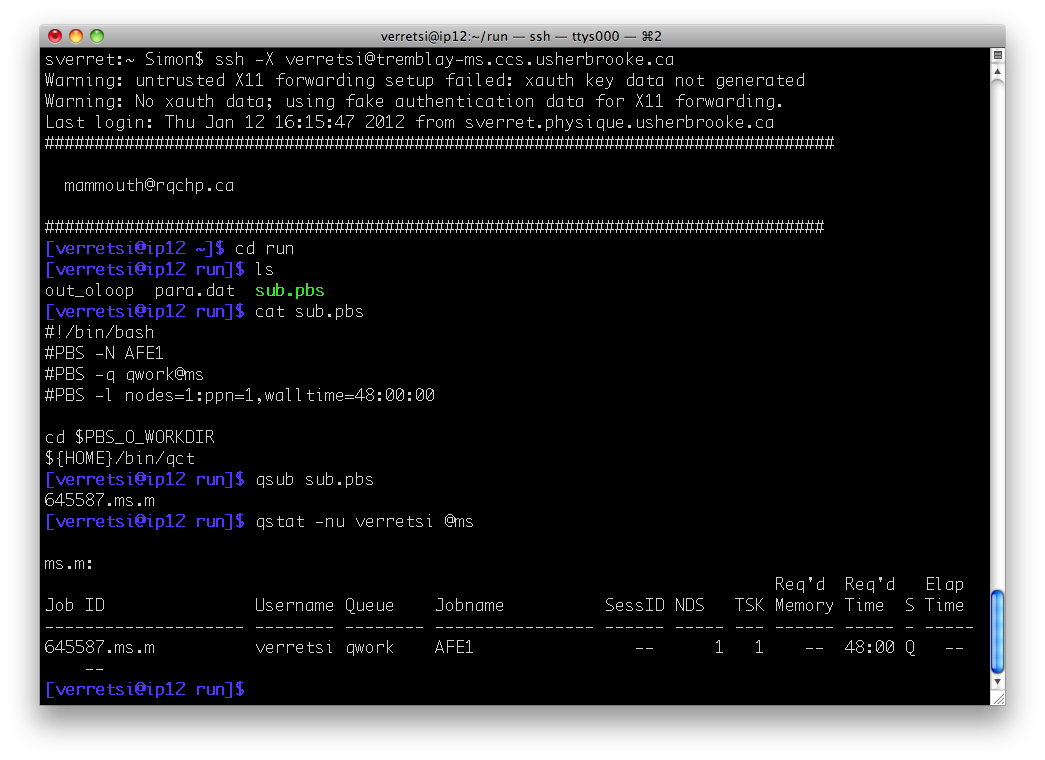 verretsi@ip12:~/run — ssh — ttys000 — ⌘2
sverret:~ Simon$ ssh -X verretsi@tremblay-ms.ccs.usherbrooke.ca
Warning: untrusted X11 forwarding setup failed: xauth key data not generated
Warning: No xauth data; using fake authentication data for X11 forwarding.
Last login: Thu Jan 12 16:15:47 2012 from sverret.physique.usherbrooke.ca
###############################################################################

  mammouth@rqchp.ca

##############################################################################
[verretsi@ip12 ~]$ cd run
[verretsi@ip12 run]$ ls
out_oloop  para.dat  sub.pbs
[verretsi@ip12 run]$ cat sub.pbs
#!/bin/bash
#PBS -N AFE1
#PBS -q qwork@ms
#PBS -l nodes=1:ppn=1,walltime=48:00:00

cd $PBS_O_WORKDIR
${HOME}/bin/qct
[verretsi@ip12 run]$ qsub sub.pbs
645587.ms.m
[verretsi@ip12 run]$ qstat -nu verretsi @ms

ms.m:
                                                                         Req'd  Req'd   Elap
Job ID               Username Queue    Jobname          SessID NDS   TSK Memory Time  S Time
-------------------- -------- -------- ---------------- ------ ----- --- ------ ----- - -----
645587.ms.m          verretsi qwork    AFE1                --      1   1    --  48:00 Q   --
    --
[verretsi@ip12 run]$